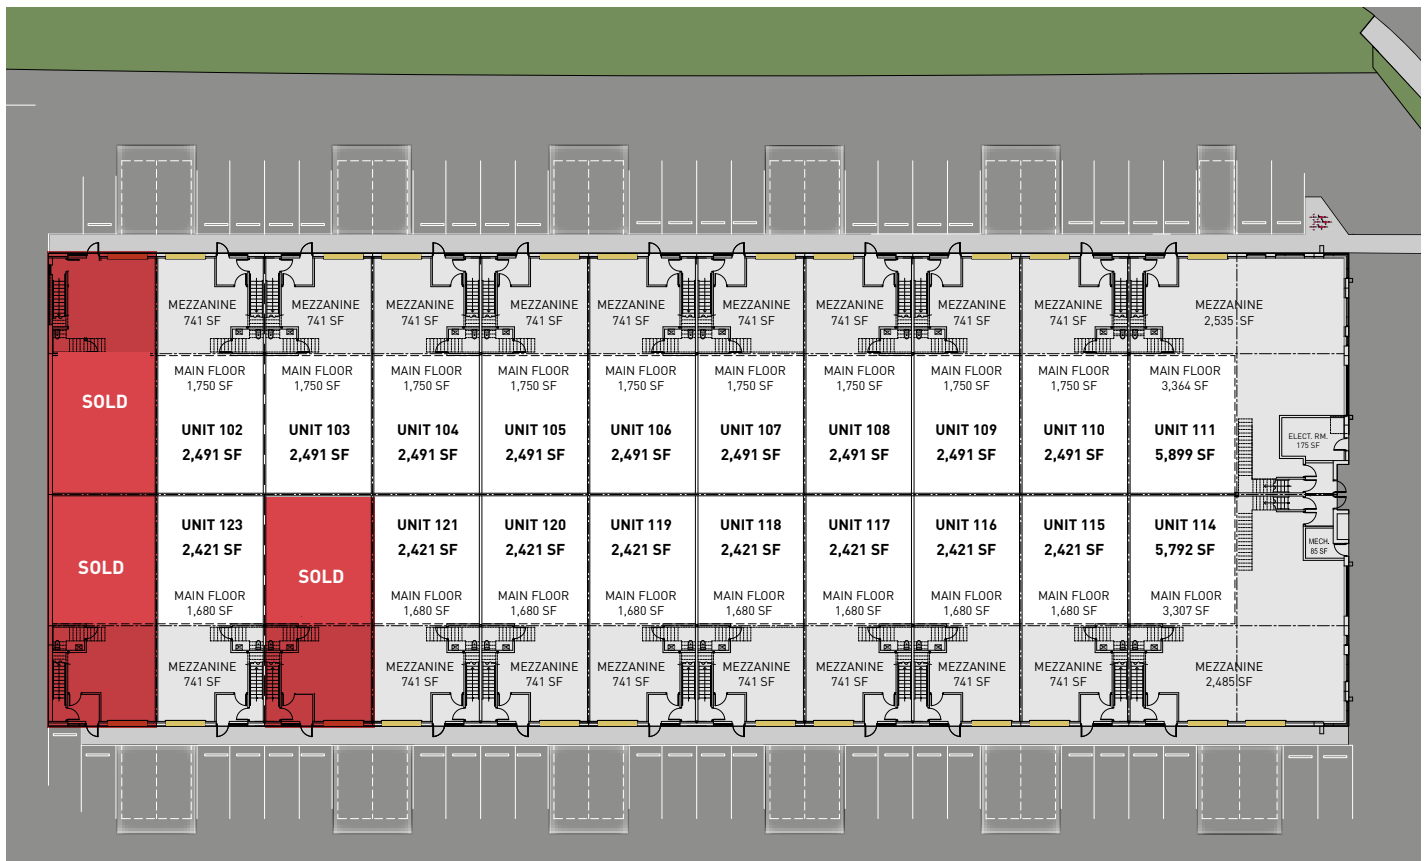 MEZZANINE
741 SF
MEZZANINE
741 SF
MEZZANINE
741 SF
MEZZANINE
741 SF
MEZZANINE
741 SF
MEZZANINE
741 SF
MEZZANINE
741 SF
MEZZANINE
741 SF
MEZZANINE
741 SF
MEZZANINE
2,535 SF
SOLD
MAIN FLOOR
1,750 SF
UNIT 102
2,491 SF
MAIN FLOOR
1,750 SF
UNIT 103
2,491 SF
MAIN FLOOR
1,750 SF
UNIT 104
2,491 SF
MAIN FLOOR
1,750 SF
UNIT 105
2,491 SF
MAIN FLOOR
1,750 SF
UNIT 106
2,491 SF
MAIN FLOOR
1,750 SF
UNIT 107
2,491 SF
MAIN FLOOR
1,750 SF
UNIT 108
2,491 SF
MAIN FLOOR
1,750 SF
UNIT 109
2,491 SF
MAIN FLOOR
1,750 SF
UNIT 110
2,491 SF
MAIN FLOOR
3,364 SF
UNIT 111
5,899 SF
ELECT. RM.
175 SF
SOLD
UNIT 123
2,421 SF
MAIN FLOOR
1,680 SF
SOLD
UNIT 121
2,421 SF
MAIN FLOOR
1,680 SF
UNIT 120
2,421 SF
MAIN FLOOR
1,680 SF
UNIT 119
2,421 SF
MAIN FLOOR
1,680 SF
UNIT 118
2,421 SF
MAIN FLOOR
1,680 SF
UNIT 117
2,421 SF
MAIN FLOOR
1,680 SF
UNIT 116
2,421 SF
MAIN FLOOR
1,680 SF
UNIT 115
2,421 SF
MAIN FLOOR
1,680 SF
UNIT 114
5,792 SF
MAIN FLOOR
3,307 SF
MECH.
85 SF
MEZZANINE
741 SF
MEZZANINE
741 SF
MEZZANINE
741 SF
MEZZANINE
741 SF
MEZZANINE
741 SF
MEZZANINE
741 SF
MEZZANINE
741 SF
MEZZANINE
741 SF
MEZZANINE
2,485 SF